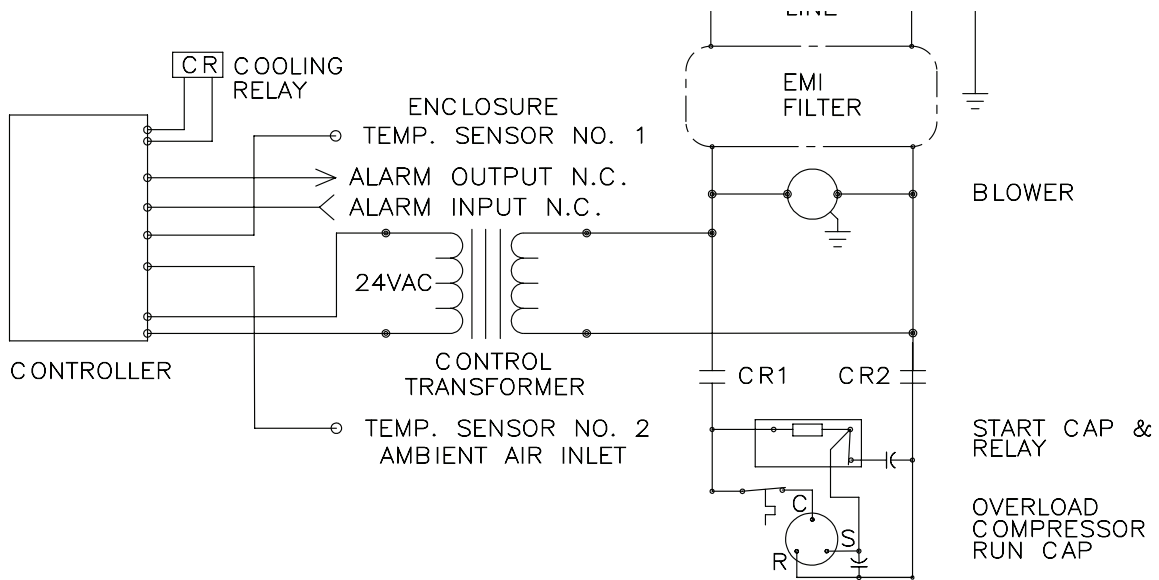 LINE
CR COOLING
RELAY
EMI
FILTER
ENCLOSURE
TEMP. SENSOR NO. 1
ALARM OUTPUT N.C.
ALARM INPUT N.C.
BLOWER
24VAC
CONTROLLER
CONTROL
TRANSFORMER
CR1
CR2
TEMP. SENSOR NO. 2
AMBIENT AIR INLET
START CAP &
RELAY
C
S
R
OVERLOAD
COMPRESSOR
RUN CAP